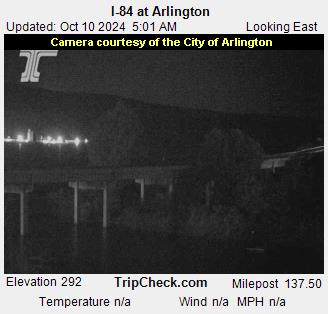 I-84 at Arlington
Updated: Oct 10 2024 5:01 AM Looking East
Camera courtesy of the City of Arlington
Elevation 292 TripCheck.com Milepost 137.50
Temperature n/a Wind n/a MPH n/a